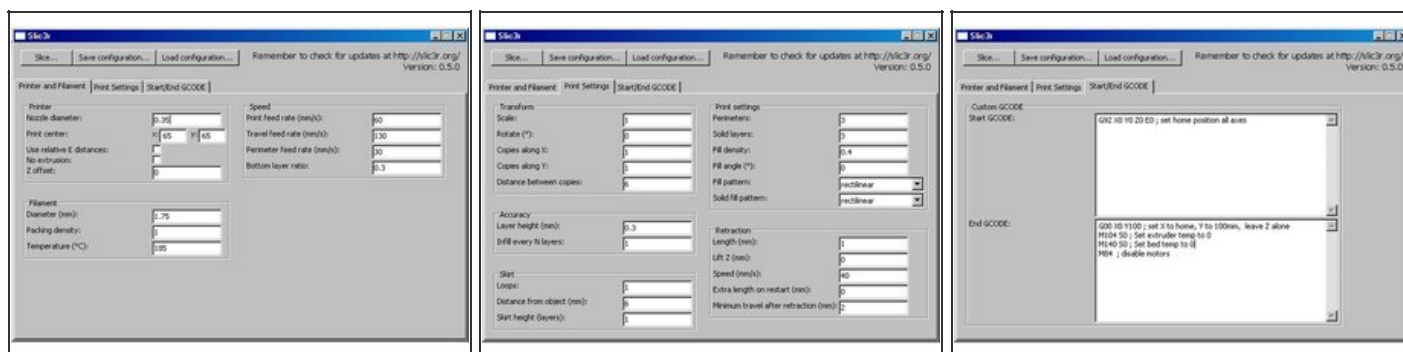 Slic3r
Slice... Save configuration... Load configuration... Remember to check for updates at http://slic3r.org/
Version: 0.5.0
Printer and Filament Print Settings Start/End GCODE
Printer
Nozzle diameter: 0.35
Print center: x: 65 y: 65
Use relative E distances:
No extrusion:
Z offset: 0
Speed
Print feed rate (mm/s): 60
Travel feed rate (mm/s): 130
Perimeter feed rate (mm/s): 30
Bottom layer ratio: 0.3
Filament
Diameter (mm): 1.75
Packing density: 1
Temperature (°C): 185
Slic3r
Slice... Save configuration... Load configuration... Remember to check for updates at http://slic3r.org/
Version: 0.5.0
Printer and Filament Print Settings Start/End GCODE
Transform
Scale: 1
Rotate (°): 0
Copies along X: 1
Copies along Y: 1
Distance between copies: 6
Accuracy
Layer height (mm): 0.3
Infill every N layers: 1
Skirt
Loops: 1
Distance from object (mm): 6
Skirt height (layers): 1
Print settings
Perimeters: 3
Solid layers: 3
Fill density: 0.4
Fill angle (°): 0
Fill pattern: rectilinear
Solid fill pattern: rectilinear
Retraction
Length (mm): 1
Lift Z (mm): 0
Speed (mm/s): 40
Extra length on restart (mm): 0
Minimum travel after retraction (mm): 2
Slic3r
Slice... Save configuration... Load configuration... Remember to check for updates at http://slic3r.org/
Version: 0.5.0
Printer and Filament Print Settings Start/End GCODE
Custom GCODE
Start GCODE:
G92 X0 Y0 Z0 E0 ; set home position all axes
End GCODE:
G00 X0 Y100 ; set X to home, Y to 100mm, leave Z alone
M104 S0 ; Set extruder temp to 0
M140 S0 ; Set bed temp to 0
M84 ; disable motors